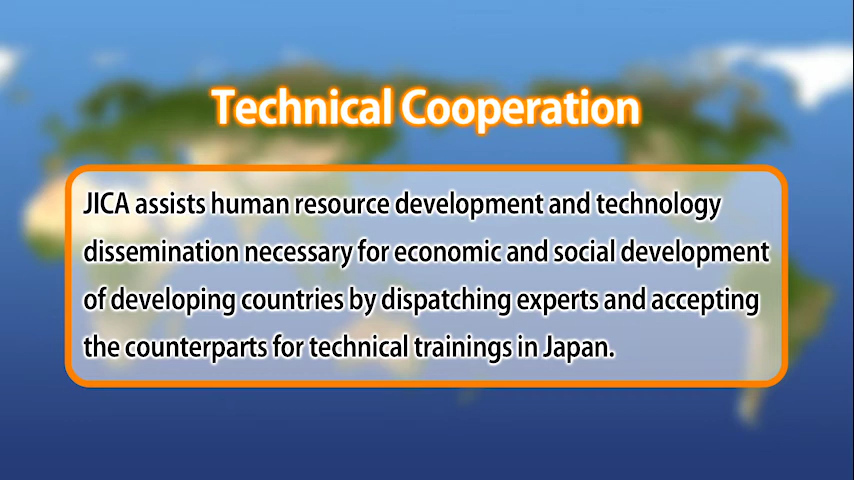 Technical Cooperation
JICA assists human resource development and technology
dissemination necessary for economic and social development
of developing countries by dispatching experts and accepting
the counterparts for technical trainings in Japan.